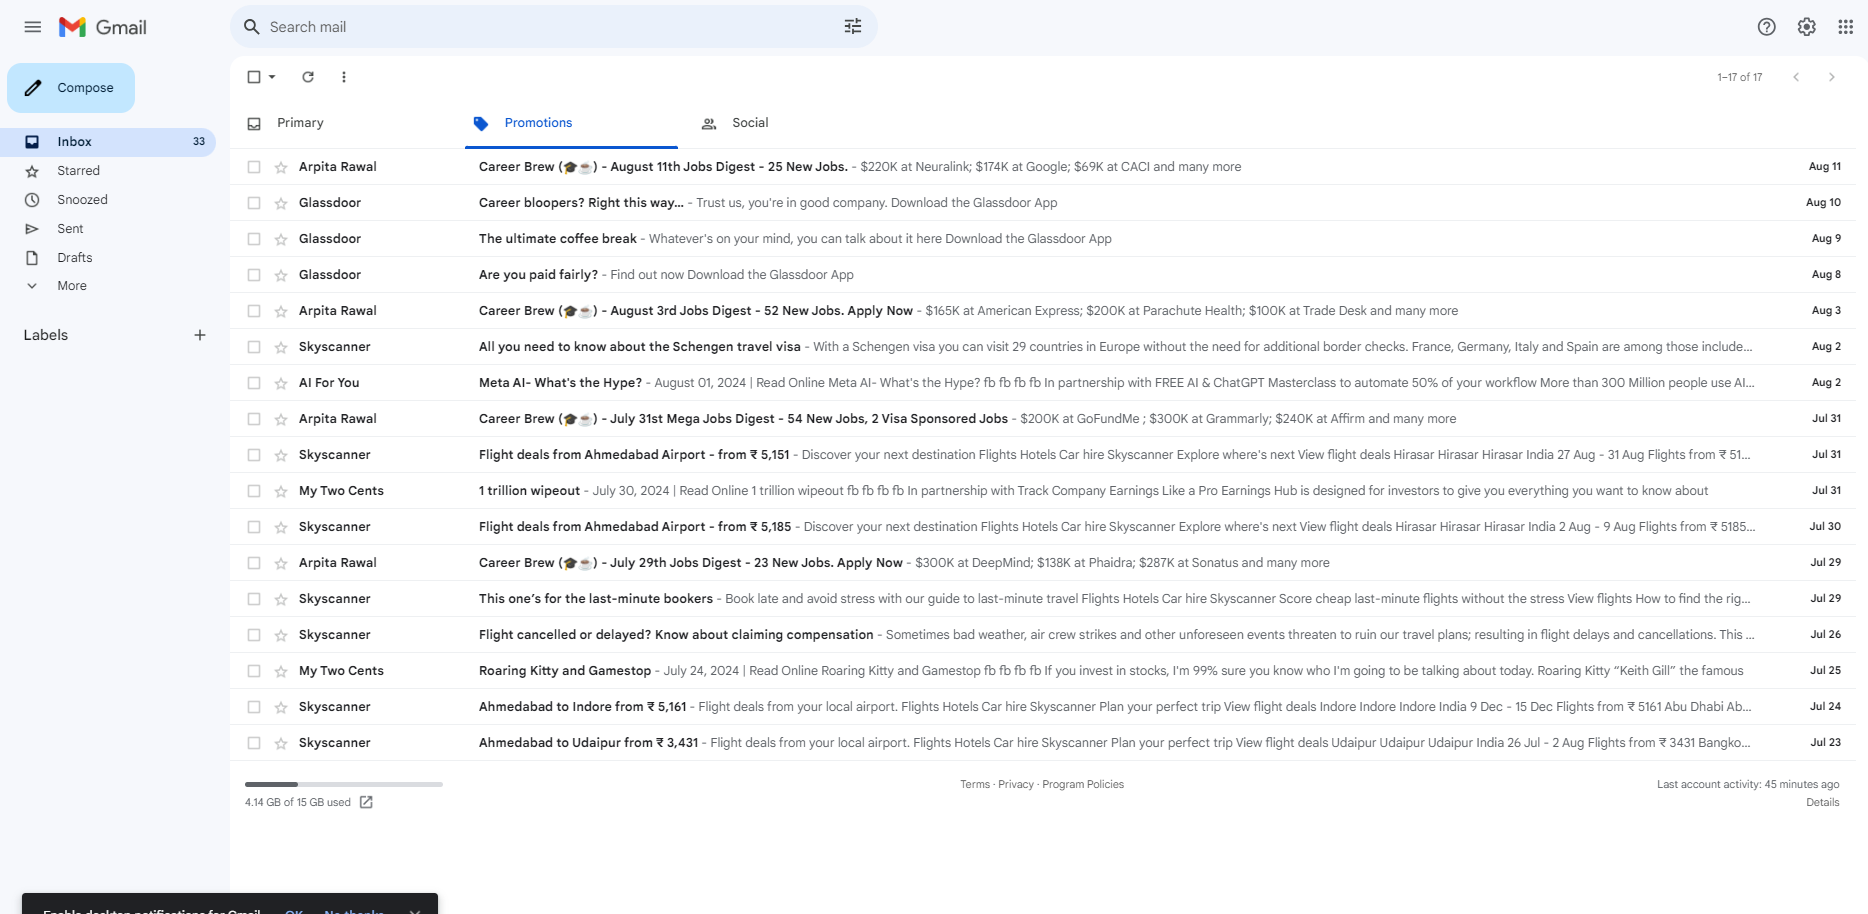 Gmail
Search mail
Compose
1–17 of 17
Inbox 33
Starred
Snoozed
Sent
Drafts
More
Labels
Primary
Promotions
Social
Arpita Rawal Career Brew (🎓☕) - August 11th Jobs Digest - 25 New Jobs. - $220K at Neuralink; $174K at Google; $69K at CACI and many more Aug 11
Glassdoor Career bloopers? Right this way... - Trust us, you're in good company. Download the Glassdoor App Aug 10
Glassdoor The ultimate coffee break - Whatever's on your mind, you can talk about it here Download the Glassdoor App Aug 9
Glassdoor Are you paid fairly? - Find out now Download the Glassdoor App Aug 8
Arpita Rawal Career Brew (🎓☕) - August 3rd Jobs Digest - 52 New Jobs. Apply Now - $165K at American Express; $200K at Parachute Health; $100K at Trade Desk and many more Aug 3
Skyscanner All you need to know about the Schengen travel visa - With a Schengen visa you can visit 29 countries in Europe without the need for additional border checks. France, Germany, Italy and Spain are among those include... Aug 2
AI For You Meta AI- What's the Hype? - August 01, 2024 | Read Online Meta AI- What's the Hype? fb fb fb fb In partnership with FREE AI & ChatGPT Masterclass to automate 50% of your workflow More than 300 Million people use AI... Aug 2
Arpita Rawal Career Brew (🎓☕) - July 31st Mega Jobs Digest - 54 New Jobs, 2 Visa Sponsored Jobs - $200K at GoFundMe ; $300K at Grammarly; $240K at Affirm and many more Jul 31
Skyscanner Flight deals from Ahmedabad Airport - from ₹ 5,151 - Discover your next destination Flights Hotels Car hire Skyscanner Explore where's next View flight deals Hirasar Hirasar Hirasar India 27 Aug - 31 Aug Flights from ₹ 51... Jul 31
My Two Cents 1 trillion wipeout - July 30, 2024 | Read Online 1 trillion wipeout fb fb fb fb In partnership with Track Company Earnings Like a Pro Earnings Hub is designed for investors to give you everything you want to know about Jul 31
Skyscanner Flight deals from Ahmedabad Airport - from ₹ 5,185 - Discover your next destination Flights Hotels Car hire Skyscanner Explore where's next View flight deals Hirasar Hirasar Hirasar India 2 Aug - 9 Aug Flights from ₹ 5185... Jul 30
Arpita Rawal Career Brew (🎓☕) - July 29th Jobs Digest - 23 New Jobs. Apply Now - $300K at DeepMind; $138K at Phaidra; $287K at Sonatus and many more Jul 29
Skyscanner This one's for the last-minute bookers - Book late and avoid stress with our guide to last-minute travel Flights Hotels Car hire Skyscanner Score cheap last-minute flights without the stress View flights How to find the rig... Jul 29
Skyscanner Flight cancelled or delayed? Know about claiming compensation - Sometimes bad weather, air crew strikes and other unforeseen events threaten to ruin our travel plans; resulting in flight delays and cancellations. This ... Jul 26
My Two Cents Roaring Kitty and Gamestop - July 24, 2024 | Read Online Roaring Kitty and Gamestop fb fb fb fb If you invest in stocks, I'm 99% sure you know who I'm going to be talking about today. Roaring Kitty “Keith Gill” the famous Jul 25
Skyscanner Ahmedabad to Indore from ₹ 5,161 - Flight deals from your local airport. Flights Hotels Car hire Skyscanner Plan your perfect trip View flight deals Indore Indore Indore India 9 Dec - 15 Dec Flights from ₹ 5161 Abu Dhabi Ab... Jul 24
Skyscanner Ahmedabad to Udaipur from ₹ 3,431 - Flight deals from your local airport. Flights Hotels Car hire Skyscanner Plan your perfect trip View flight deals Udaipur Udaipur Udaipur India 26 Jul - 2 Aug Flights from ₹ 3431 Bangko... Jul 23
4.14 GB of 15 GB used
Terms · Privacy · Program Policies
Last account activity: 45 minutes ago
Details
Enable desktop notifications for Gmail. OK No thanks